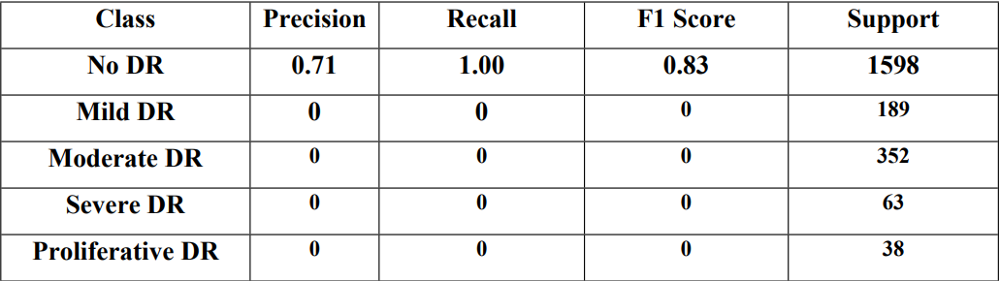 Class Precision Recall F1 Score Support
No DR 0.71 1.00 0.83 1598
Mild DR 0 0 0 189
Moderate DR 0 0 0 352
Severe DR 0 0 0 63
Proliferative DR 0 0 0 38